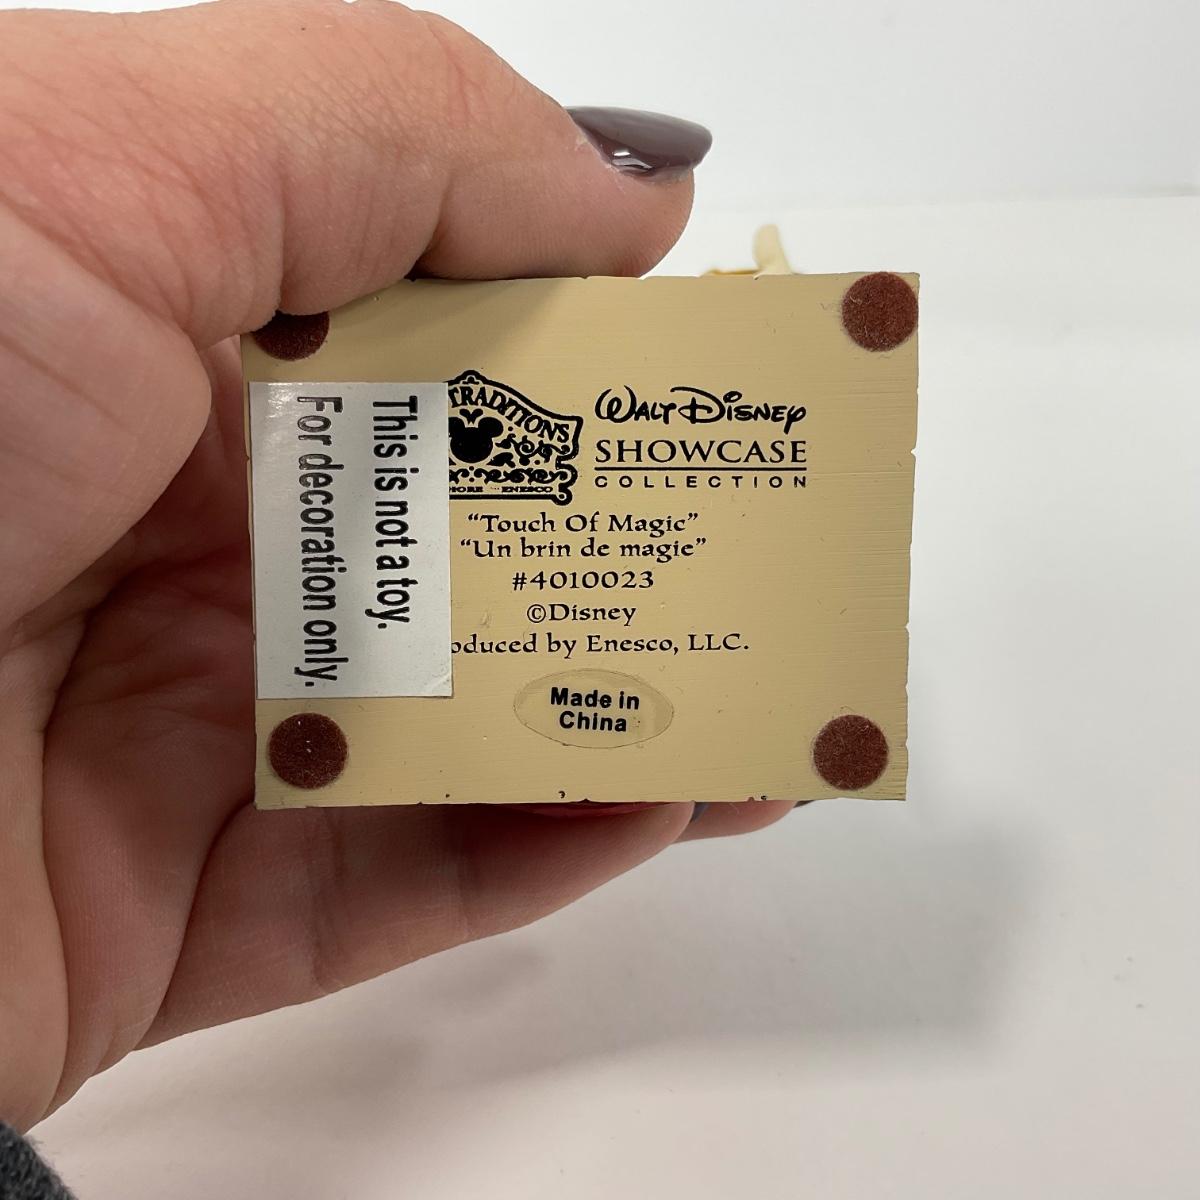 This is not a toy.
For decoration only.
TRADITIONS
ENESCO
WALT DISNEY
SHOWCASE
COLLECTION
“Touch Of Magic”
“Un brin de magie”
#4010023
©Disney
oduced by Enesco, LLC.
Made in
China